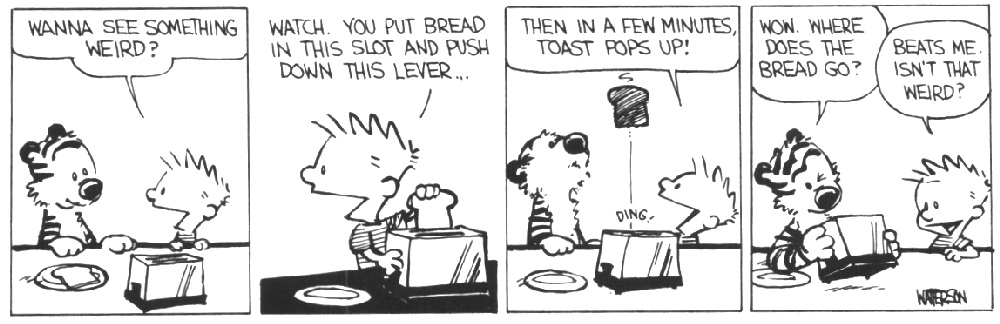 WANNA SEE SOMETHING
WEIRD?
WATCH. YOU PUT BREAD
IN THIS SLOT AND PUSH
DOWN THIS LEVER...
THEN IN A FEW MINUTES,
TOAST POPS UP!
DING.
WOW. WHERE
DOES THE
BREAD GO?
BEATS ME.
ISN'T THAT
WEIRD?
WATTERSON